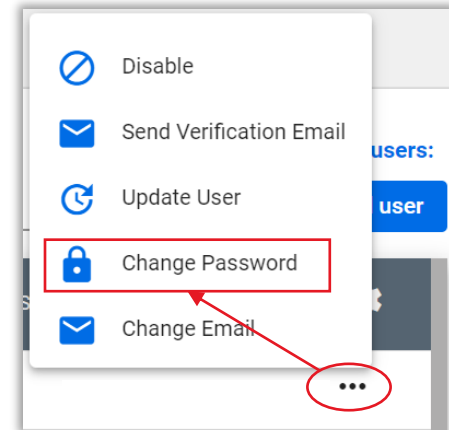 Disable
Send Verification Email
users:
Update User
user
Change Password
s
Change Email